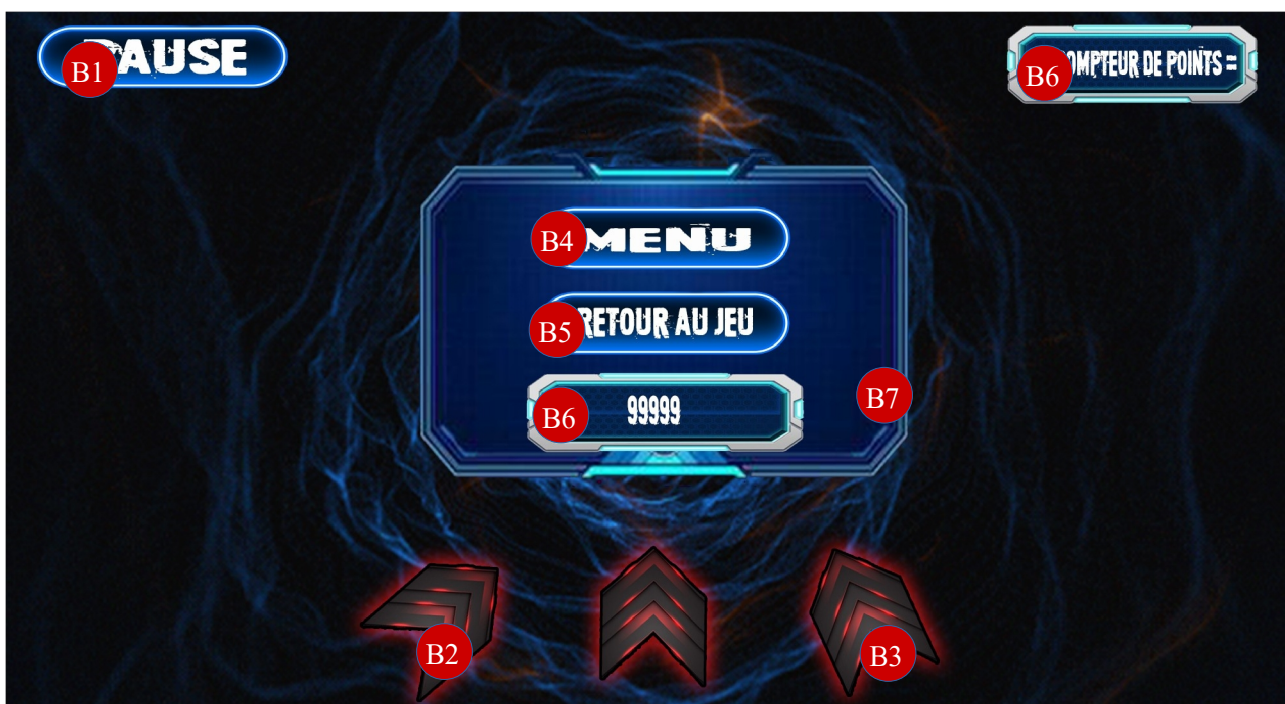 B1 PAUSE
B6 COMPTEUR DE POINTS =
B4 MENU
B5 RETOUR AU JEU
B6 99999
B7
B2
B3